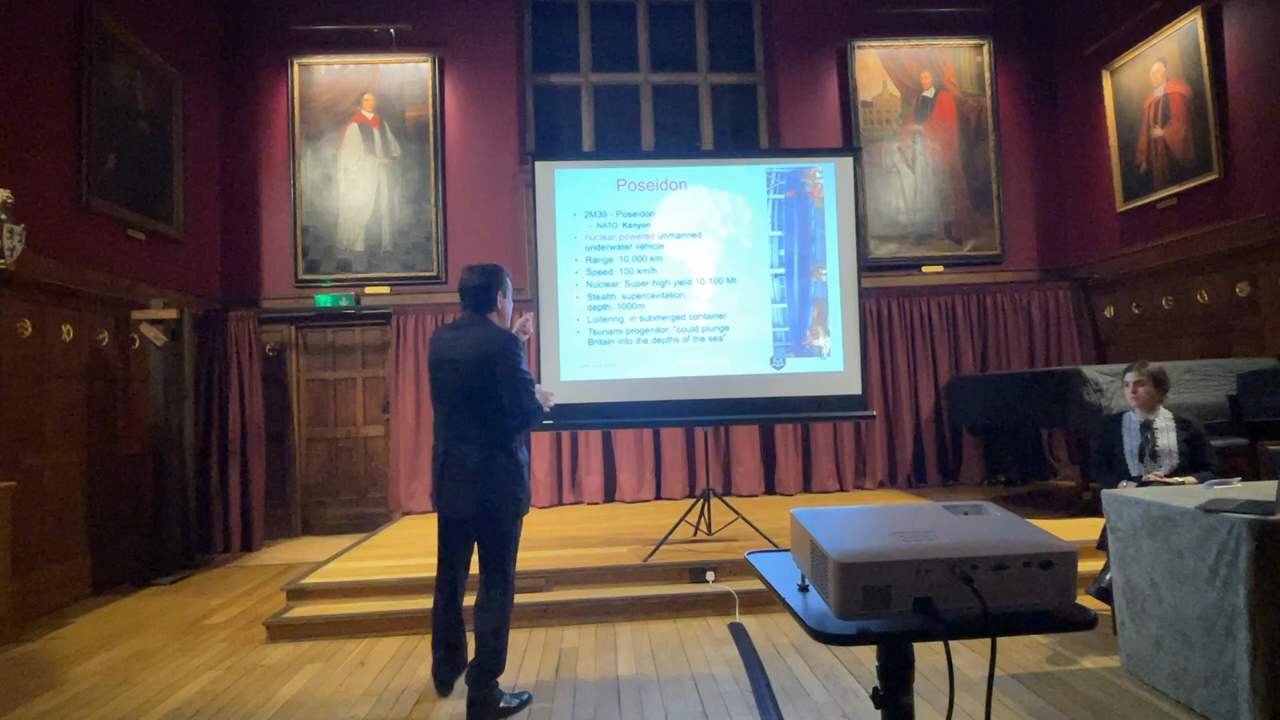 Poseidon
• 2M39 - Poseidon
– NATO: Kanyon
• nuclear powered unmanned
underwater vehicle
• Range: 10.000 km
• Speed: 100 km/h
• Nuclear: Super-high yield 10-100 Mt
• Stealth: supercavitation,
depth: 1000m
• Loitering: in submerged container
• Tsunami progenitor: "could plunge
Britain into the depths of the sea"